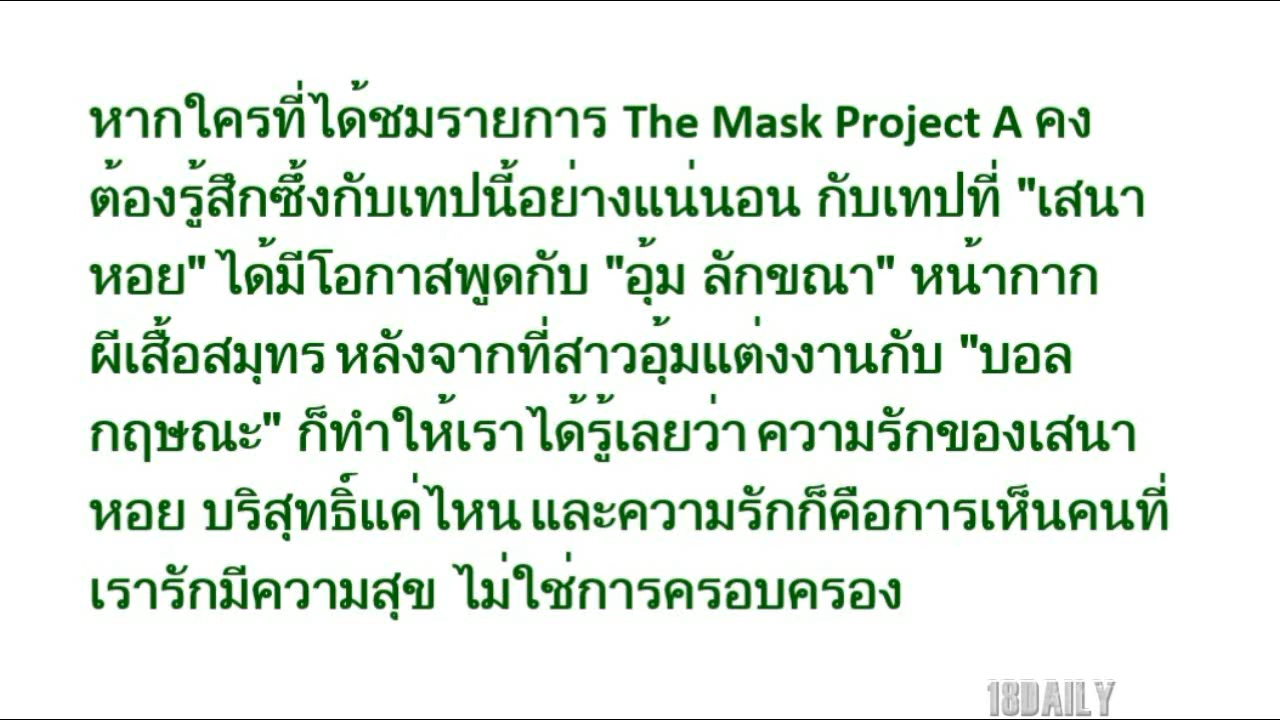 หากใครที่ได้ชมรายการ The Mask Project A คง
ต้องรู้สึกซึ้งกับเทปนี้อย่างแน่นอน กับเทปที่ "เสนา
หอย" ได้มีโอกาสพูดกับ "อุ้ม ลักขณา" หน้ากาก
ผีเสื้อสมุทร หลังจากที่สาวอุ้มแต่งงานกับ "บอล
กฤษณะ" ก็ทำให้เราได้รู้เลยว่า ความรักของเสนา
หอย บริสุทธิ์แค่ไหน และความรักก็คือการเห็นคนที่
เรารักมีความสุข ไม่ใช่การครอบครอง
18DAILY